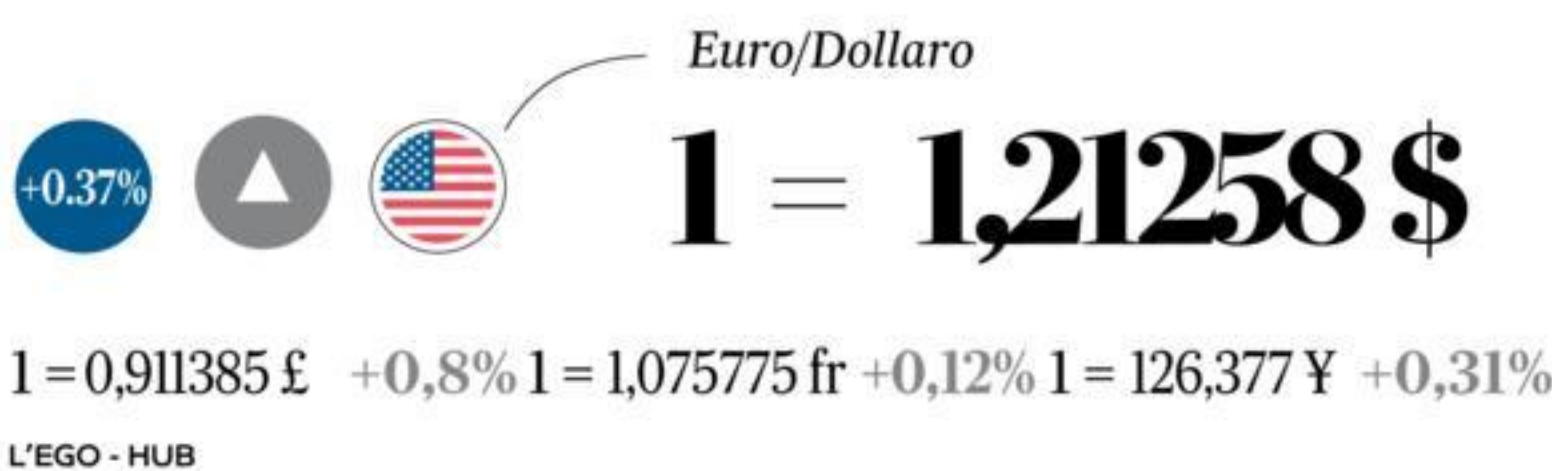 Euro/Dollaro
+0.37% 1 = 1,21258 $
1 = 0,911385 £ +0,8% 1 = 1,075775 fr +0,12% 1 = 126,377 ¥ +0,31%
L'EGO - HUB